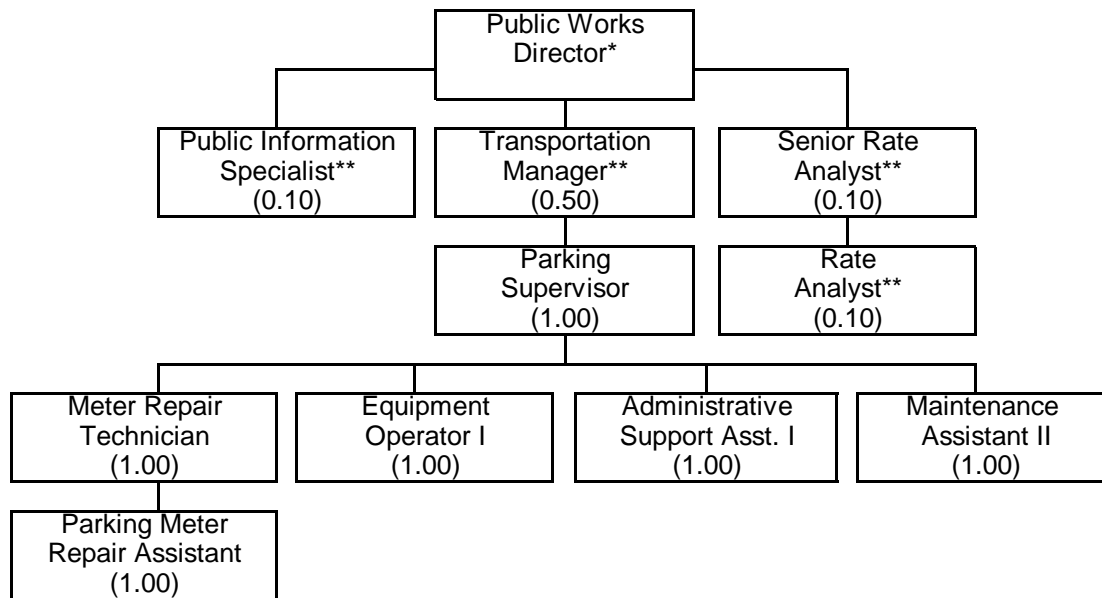 Public Works
Director*
Public Information
Specialist**
(0.10)
Transportation
Manager**
(0.50)
Senior Rate
Analyst**
(0.10)
Parking
Supervisor
(1.00)
Rate
Analyst**
(0.10)
Meter Repair
Technician
(1.00)
Equipment
Operator I
(1.00)
Administrative
Support Asst. I
(1.00)
Maintenance
Assistant II
(1.00)
Parking Meter
Repair Assistant
(1.00)